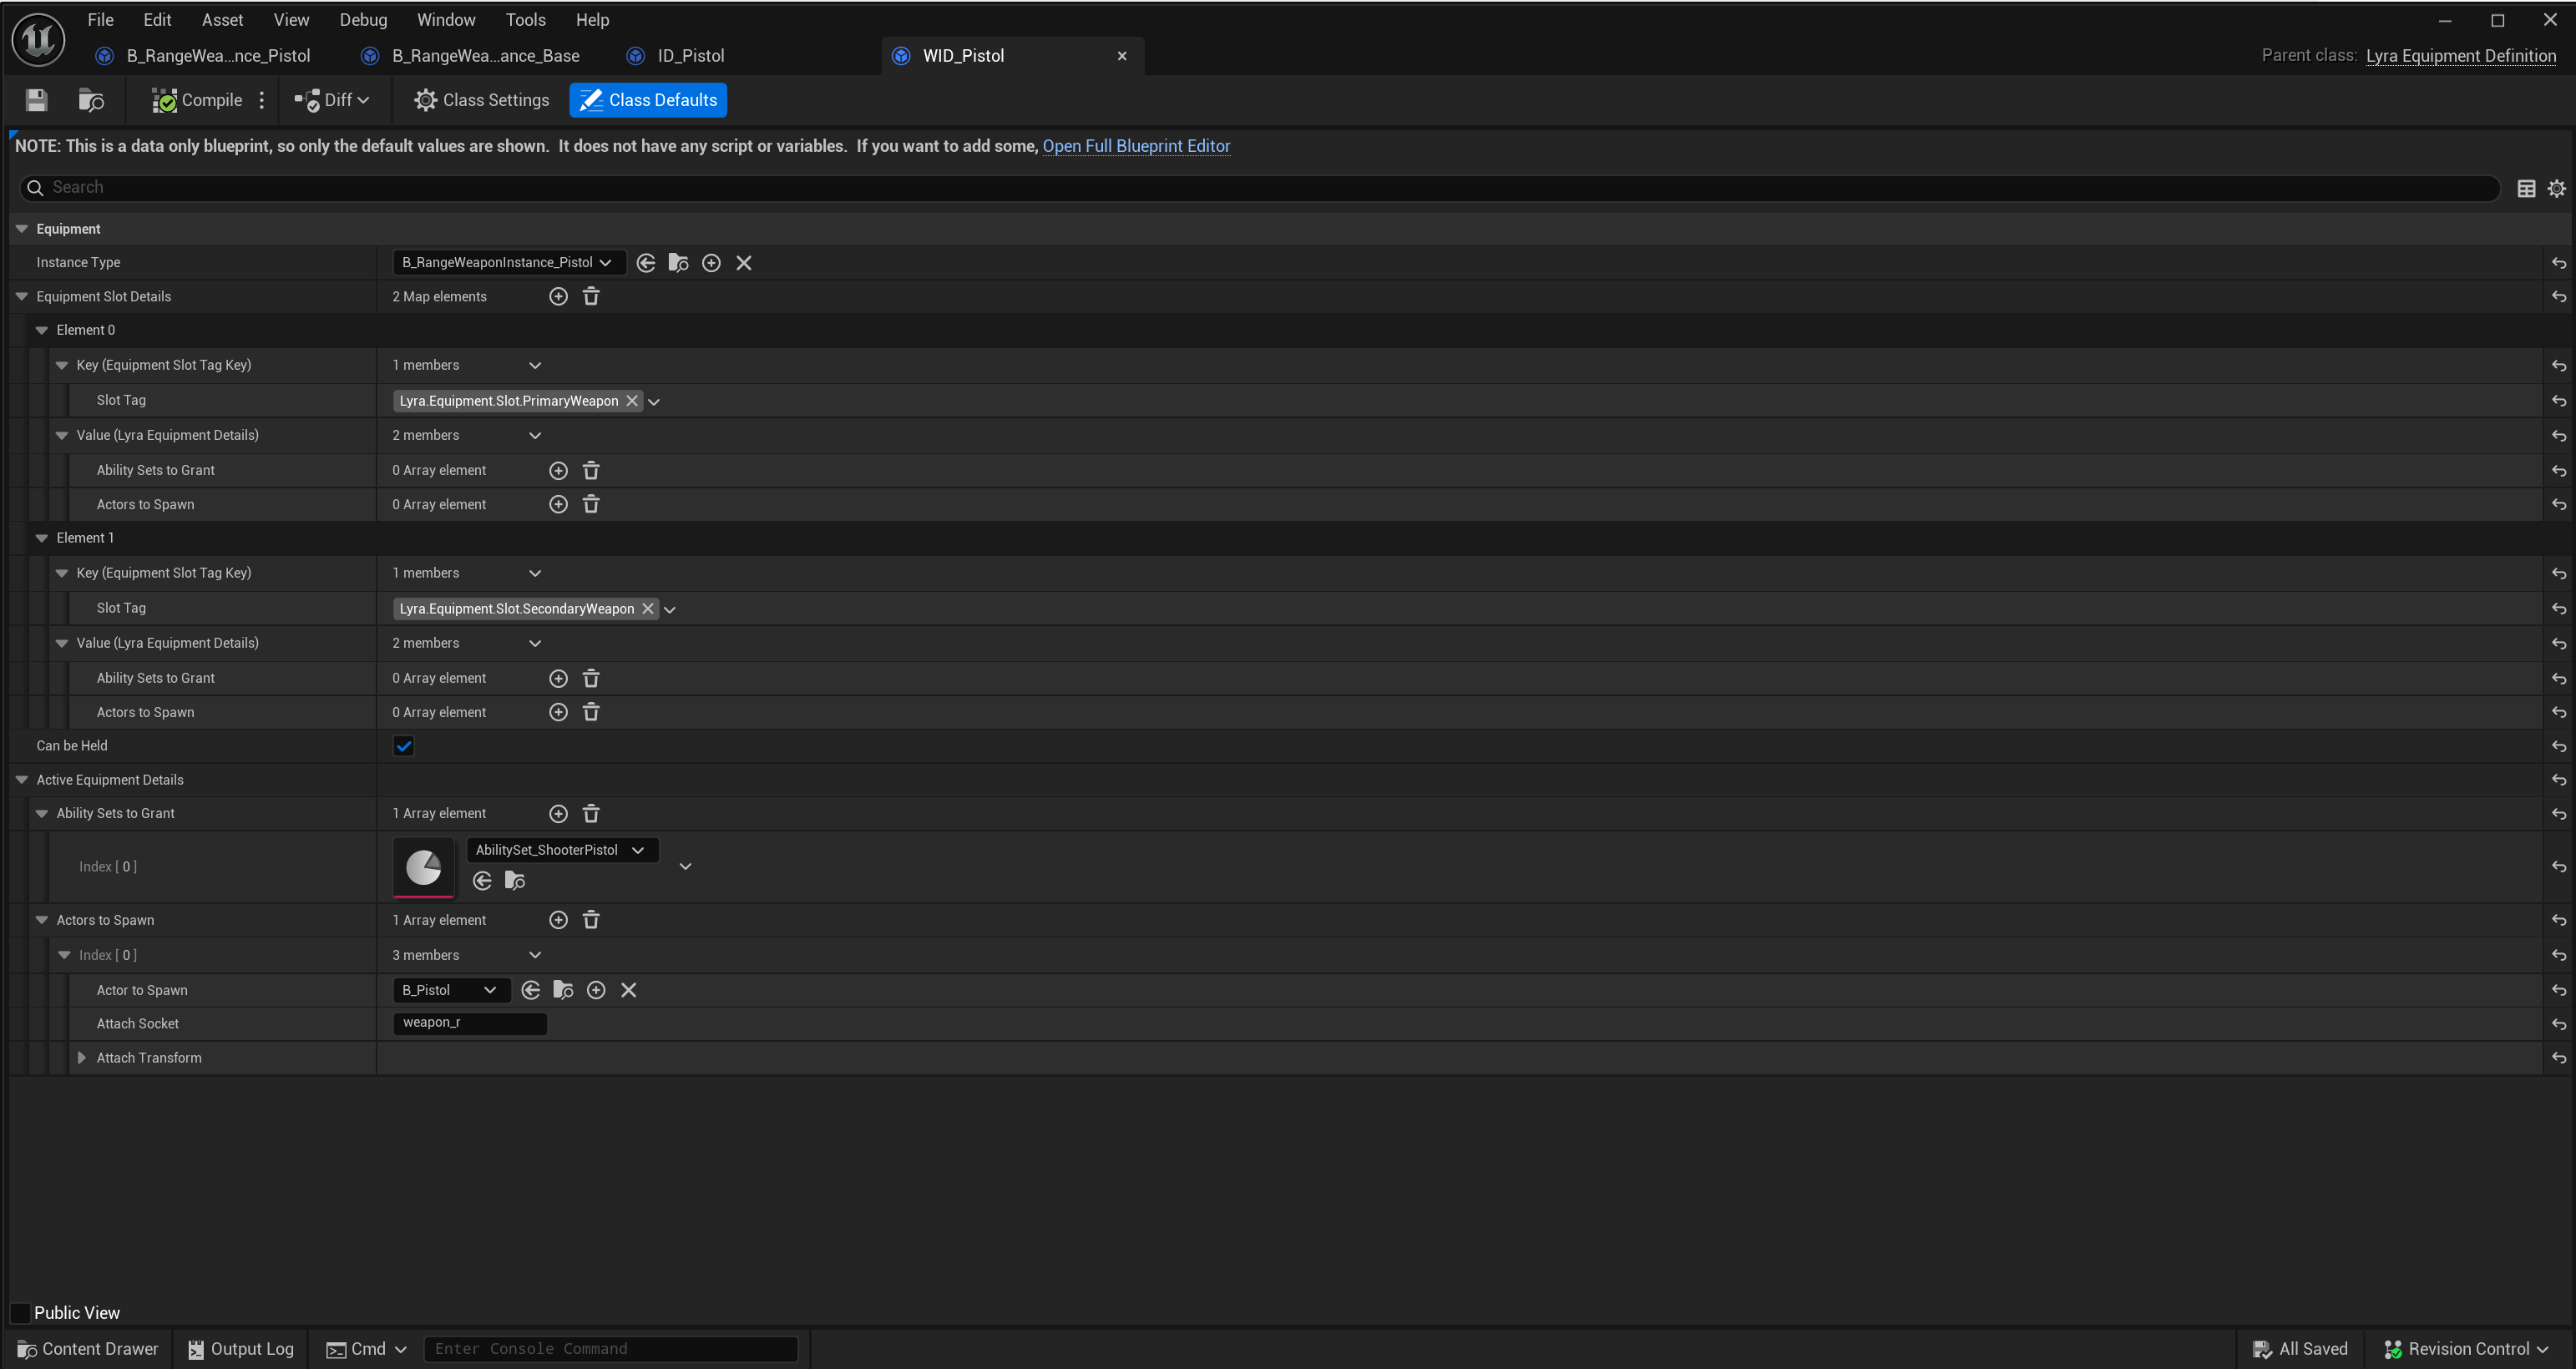 File Edit Asset View Debug Window Tools Help
B_RangeWea...nce_Pistol B_RangeWea...ance_Base ID_Pistol WID_Pistol Parent class: Lyra Equipment Definition
Compile Diff Class Settings Class Defaults
NOTE: This is a data only blueprint, so only the default values are shown. It does not have any script or variables. If you want to add some, Open Full Blueprint Editor
Search
Equipment
Instance Type B_RangeWeaponInstance_Pistol
Equipment Slot Details 2 Map elements
Element 0
Key (Equipment Slot Tag Key) 1 members
Slot Tag Lyra.Equipment.Slot.PrimaryWeapon
Value (Lyra Equipment Details) 2 members
Ability Sets to Grant 0 Array element
Actors to Spawn 0 Array element
Element 1
Key (Equipment Slot Tag Key) 1 members
Slot Tag Lyra.Equipment.Slot.SecondaryWeapon
Value (Lyra Equipment Details) 2 members
Ability Sets to Grant 0 Array element
Actors to Spawn 0 Array element
Can be Held
Active Equipment Details
Ability Sets to Grant 1 Array element
Index [ 0 ] AbilitySet_ShooterPistol
Actors to Spawn 1 Array element
Index [ 0 ] 3 members
Actor to Spawn B_Pistol
Attach Socket weapon_r
Attach Transform
Public View
Content Drawer Output Log Cmd Enter Console Command All Saved Revision Control